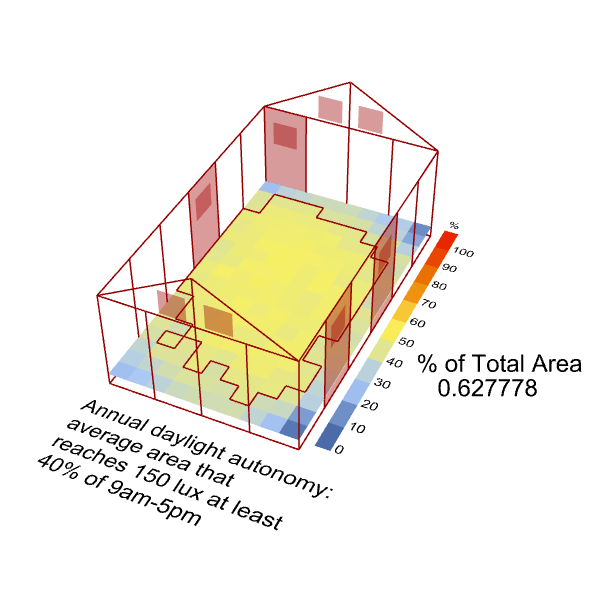 %
100
90
80
70
60
50
40
30
20
10
0
% of Total Area
0.627778
Annual daylight autonomy:
average area that
reaches 150 lux at least
40% of 9am-5pm